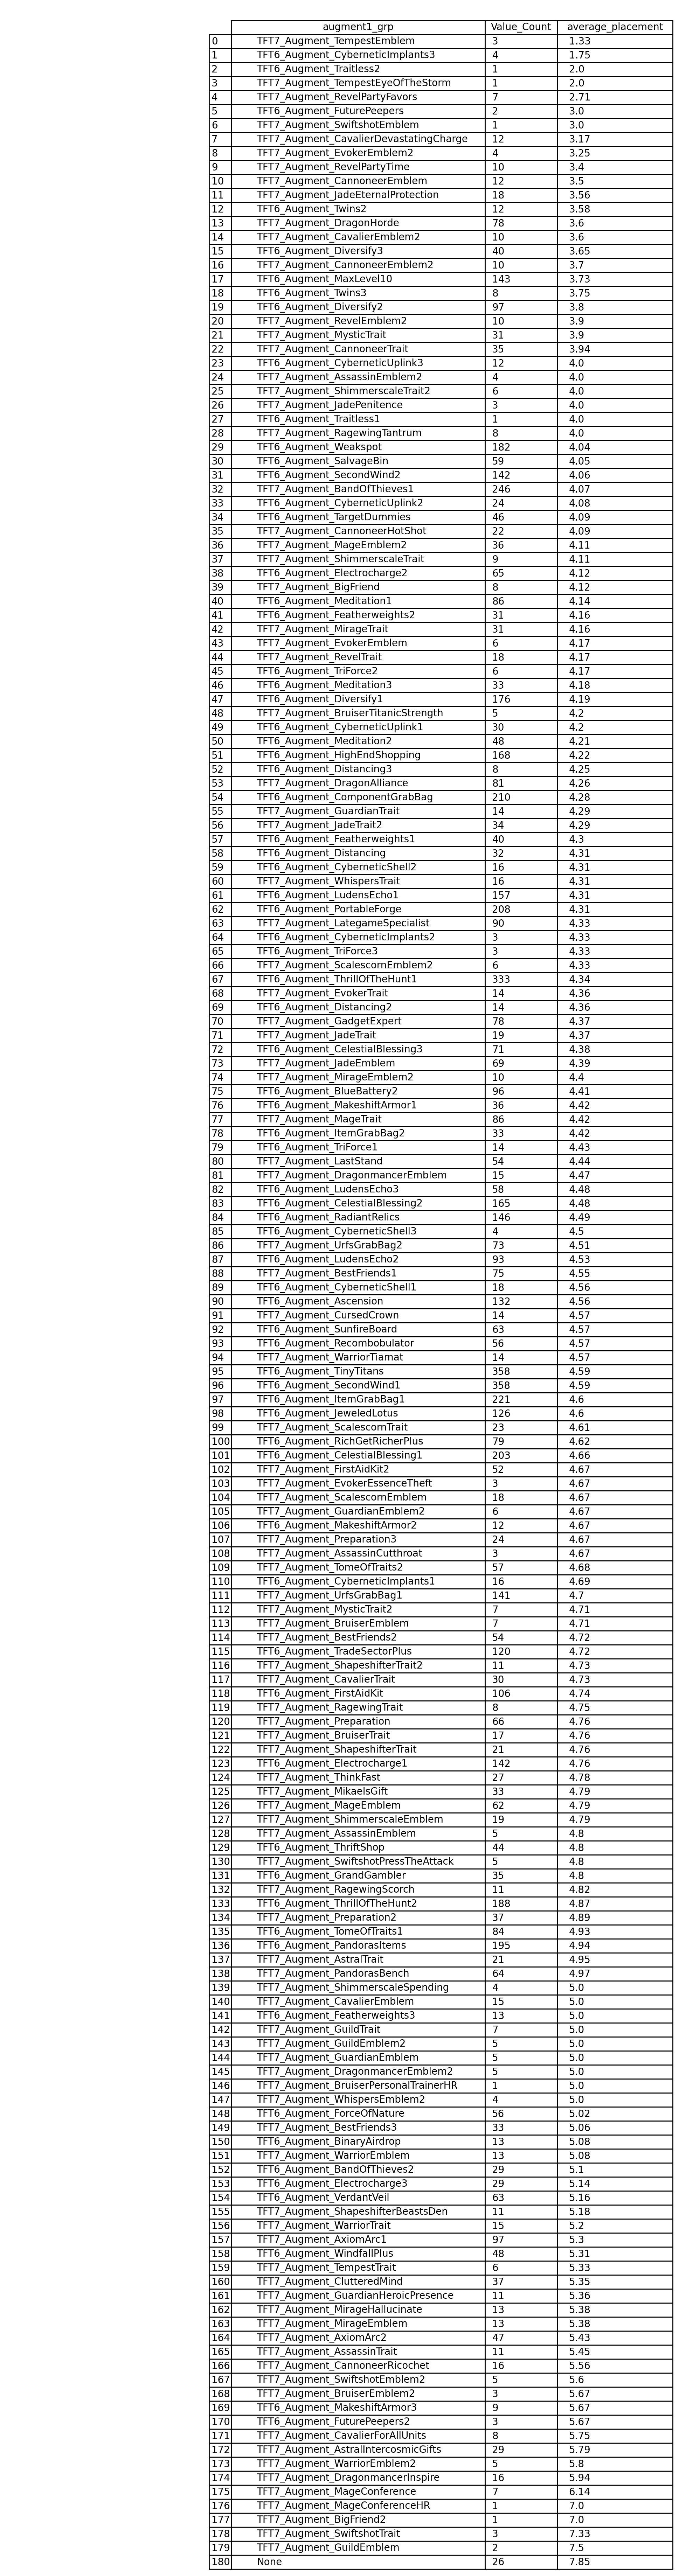 augment1_grp Value_Count average_placement
0 TFT7_Augment_TempestEmblem 3 1.33
1 TFT6_Augment_CyberneticImplants3 4 1.75
2 TFT6_Augment_Traitless2 1 2.0
3 TFT7_Augment_TempestEyeOfTheStorm 1 2.0
4 TFT7_Augment_RevelPartyFavors 7 2.71
5 TFT6_Augment_FuturePeepers 2 3.0
6 TFT7_Augment_SwiftshotEmblem 1 3.0
7 TFT7_Augment_CavalierDevastatingCharge 12 3.17
8 TFT7_Augment_EvokerEmblem2 4 3.25
9 TFT7_Augment_RevelPartyTime 10 3.4
10 TFT7_Augment_CannoneerEmblem 12 3.5
11 TFT7_Augment_JadeEternalProtection 18 3.56
12 TFT6_Augment_Twins2 12 3.58
13 TFT7_Augment_DragonHorde 78 3.6
14 TFT7_Augment_CavalierEmblem2 10 3.6
15 TFT6_Augment_Diversify3 40 3.65
16 TFT7_Augment_CannoneerEmblem2 10 3.7
17 TFT6_Augment_MaxLevel10 143 3.73
18 TFT6_Augment_Twins3 8 3.75
19 TFT6_Augment_Diversify2 97 3.8
20 TFT7_Augment_RevelEmblem2 10 3.9
21 TFT7_Augment_MysticTrait 31 3.9
22 TFT7_Augment_CannoneerTrait 35 3.94
23 TFT6_Augment_CyberneticUplink3 12 4.0
24 TFT7_Augment_AssassinEmblem2 4 4.0
25 TFT7_Augment_ShimmerscaleTrait2 6 4.0
26 TFT7_Augment_JadePenitence 3 4.0
27 TFT6_Augment_Traitless1 1 4.0
28 TFT7_Augment_RagewingTantrum 8 4.0
29 TFT6_Augment_Weakspot 182 4.04
30 TFT6_Augment_SalvageBin 59 4.05
31 TFT6_Augment_SecondWind2 142 4.06
32 TFT7_Augment_BandOfThieves1 246 4.07
33 TFT6_Augment_CyberneticUplink2 24 4.08
34 TFT6_Augment_TargetDummies 46 4.09
35 TFT7_Augment_CannoneerHotShot 22 4.09
36 TFT7_Augment_MageEmblem2 36 4.11
37 TFT7_Augment_ShimmerscaleTrait 9 4.11
38 TFT6_Augment_Electrocharge2 65 4.12
39 TFT7_Augment_BigFriend 8 4.12
40 TFT6_Augment_Meditation1 86 4.14
41 TFT6_Augment_Featherweights2 31 4.16
42 TFT7_Augment_MirageTrait 31 4.16
43 TFT7_Augment_EvokerEmblem 6 4.17
44 TFT7_Augment_RevelTrait 18 4.17
45 TFT6_Augment_TriForce2 6 4.17
46 TFT6_Augment_Meditation3 33 4.18
47 TFT6_Augment_Diversify1 176 4.19
48 TFT7_Augment_BruiserTitanicStrength 5 4.2
49 TFT6_Augment_CyberneticUplink1 30 4.2
50 TFT6_Augment_Meditation2 48 4.21
51 TFT6_Augment_HighEndShopping 168 4.22
52 TFT6_Augment_Distancing3 8 4.25
53 TFT7_Augment_DragonAlliance 81 4.26
54 TFT6_Augment_ComponentGrabBag 210 4.28
55 TFT7_Augment_GuardianTrait 14 4.29
56 TFT7_Augment_JadeTrait2 34 4.29
57 TFT6_Augment_Featherweights1 40 4.3
58 TFT6_Augment_Distancing 32 4.31
59 TFT6_Augment_CyberneticShell2 16 4.31
60 TFT7_Augment_WhispersTrait 16 4.31
61 TFT6_Augment_LudensEcho1 157 4.31
62 TFT6_Augment_PortableForge 208 4.31
63 TFT7_Augment_LategameSpecialist 90 4.33
64 TFT6_Augment_CyberneticImplants2 3 4.33
65 TFT6_Augment_TriForce3 3 4.33
66 TFT7_Augment_ScalescornEmblem2 6 4.33
67 TFT6_Augment_ThrillOfTheHunt1 333 4.34
68 TFT7_Augment_EvokerTrait 14 4.36
69 TFT6_Augment_Distancing2 14 4.36
70 TFT7_Augment_GadgetExpert 78 4.37
71 TFT7_Augment_JadeTrait 19 4.37
72 TFT6_Augment_CelestialBlessing3 71 4.38
73 TFT7_Augment_JadeEmblem 69 4.39
74 TFT7_Augment_MirageEmblem2 10 4.4
75 TFT6_Augment_BlueBattery2 96 4.41
76 TFT6_Augment_MakeshiftArmor1 36 4.42
77 TFT7_Augment_MageTrait 86 4.42
78 TFT6_Augment_ItemGrabBag2 33 4.42
79 TFT6_Augment_TriForce1 14 4.43
80 TFT7_Augment_LastStand 54 4.44
81 TFT7_Augment_DragonmancerEmblem 15 4.47
82 TFT6_Augment_LudensEcho3 58 4.48
83 TFT6_Augment_CelestialBlessing2 165 4.48
84 TFT6_Augment_RadiantRelics 146 4.49
85 TFT6_Augment_CyberneticShell3 4 4.5
86 TFT7_Augment_UrfsGrabBag2 73 4.51
87 TFT6_Augment_LudensEcho2 93 4.53
88 TFT7_Augment_BestFriends1 75 4.55
89 TFT6_Augment_CyberneticShell1 18 4.56
90 TFT6_Augment_Ascension 132 4.56
91 TFT7_Augment_CursedCrown 14 4.57
92 TFT6_Augment_SunfireBoard 63 4.57
93 TFT6_Augment_Recombobulator 56 4.57
94 TFT7_Augment_WarriorTiamat 14 4.57
95 TFT6_Augment_TinyTitans 358 4.59
96 TFT6_Augment_SecondWind1 358 4.59
97 TFT6_Augment_ItemGrabBag1 221 4.6
98 TFT6_Augment_JeweledLotus 126 4.6
99 TFT7_Augment_ScalescornTrait 23 4.61
100 TFT6_Augment_RichGetRicherPlus 79 4.62
101 TFT6_Augment_CelestialBlessing1 203 4.66
102 TFT7_Augment_FirstAidKit2 52 4.67
103 TFT7_Augment_EvokerEssenceTheft 3 4.67
104 TFT7_Augment_ScalescornEmblem 18 4.67
105 TFT7_Augment_GuardianEmblem2 6 4.67
106 TFT6_Augment_MakeshiftArmor2 12 4.67
107 TFT7_Augment_Preparation3 24 4.67
108 TFT7_Augment_AssassinCutthroat 3 4.67
109 TFT6_Augment_TomeOfTraits2 57 4.68
110 TFT6_Augment_CyberneticImplants1 16 4.69
111 TFT7_Augment_UrfsGrabBag1 141 4.7
112 TFT7_Augment_MysticTrait2 7 4.71
113 TFT7_Augment_BruiserEmblem 7 4.71
114 TFT7_Augment_BestFriends2 54 4.72
115 TFT6_Augment_TradeSectorPlus 120 4.72
116 TFT7_Augment_ShapeshifterTrait2 11 4.73
117 TFT7_Augment_CavalierTrait 30 4.73
118 TFT6_Augment_FirstAidKit 106 4.74
119 TFT7_Augment_RagewingTrait 8 4.75
120 TFT7_Augment_Preparation 66 4.76
121 TFT7_Augment_BruiserTrait 17 4.76
122 TFT7_Augment_ShapeshifterTrait 21 4.76
123 TFT6_Augment_Electrocharge1 142 4.76
124 TFT7_Augment_ThinkFast 27 4.78
125 TFT7_Augment_MikaelsGift 33 4.79
126 TFT7_Augment_MageEmblem 62 4.79
127 TFT7_Augment_ShimmerscaleEmblem 19 4.79
128 TFT7_Augment_AssassinEmblem 5 4.8
129 TFT6_Augment_ThriftShop 44 4.8
130 TFT7_Augment_SwiftshotPressTheAttack 5 4.8
131 TFT6_Augment_GrandGambler 35 4.8
132 TFT7_Augment_RagewingScorch 11 4.82
133 TFT6_Augment_ThrillOfTheHunt2 188 4.87
134 TFT7_Augment_Preparation2 37 4.89
135 TFT6_Augment_TomeOfTraits1 84 4.93
136 TFT6_Augment_PandorasItems 195 4.94
137 TFT7_Augment_AstralTrait 21 4.95
138 TFT7_Augment_PandorasBench 64 4.97
139 TFT7_Augment_ShimmerscaleSpending 4 5.0
140 TFT7_Augment_CavalierEmblem 15 5.0
141 TFT6_Augment_Featherweights3 13 5.0
142 TFT7_Augment_GuildTrait 7 5.0
143 TFT7_Augment_GuildEmblem2 5 5.0
144 TFT7_Augment_GuardianEmblem 5 5.0
145 TFT7_Augment_DragonmancerEmblem2 5 5.0
146 TFT7_Augment_BruiserPersonalTrainerHR 1 5.0
147 TFT7_Augment_WhispersEmblem2 4 5.0
148 TFT6_Augment_ForceOfNature 56 5.02
149 TFT7_Augment_BestFriends3 33 5.06
150 TFT6_Augment_BinaryAirdrop 13 5.08
151 TFT7_Augment_WarriorEmblem 13 5.08
152 TFT6_Augment_BandOfThieves2 29 5.1
153 TFT6_Augment_Electrocharge3 29 5.14
154 TFT6_Augment_VerdantVeil 63 5.16
155 TFT7_Augment_ShapeshifterBeastsDen 11 5.18
156 TFT7_Augment_WarriorTrait 15 5.2
157 TFT7_Augment_AxiomArc1 97 5.3
158 TFT6_Augment_WindfallPlus 48 5.31
159 TFT7_Augment_TempestTrait 6 5.33
160 TFT7_Augment_ClutteredMind 37 5.35
161 TFT7_Augment_GuardianHeroicPresence 11 5.36
162 TFT7_Augment_MirageHallucinate 13 5.38
163 TFT7_Augment_MirageEmblem 13 5.38
164 TFT7_Augment_AxiomArc2 47 5.43
165 TFT7_Augment_AssassinTrait 11 5.45
166 TFT7_Augment_CannoneerRicochet 16 5.56
167 TFT7_Augment_SwiftshotEmblem2 5 5.6
168 TFT7_Augment_BruiserEmblem2 3 5.67
169 TFT6_Augment_MakeshiftArmor3 9 5.67
170 TFT6_Augment_FuturePeepers2 3 5.67
171 TFT7_Augment_CavalierForAllUnits 8 5.75
172 TFT7_Augment_AstralIntercosmicGifts 29 5.79
173 TFT7_Augment_WarriorEmblem2 5 5.8
174 TFT7_Augment_DragonmancerInspire 16 5.94
175 TFT7_Augment_MageConference 7 6.14
176 TFT7_Augment_MageConferenceHR 1 7.0
177 TFT7_Augment_BigFriend2 1 7.0
178 TFT7_Augment_SwiftshotTrait 3 7.33
179 TFT7_Augment_GuildEmblem 2 7.5
180 None 26 7.85